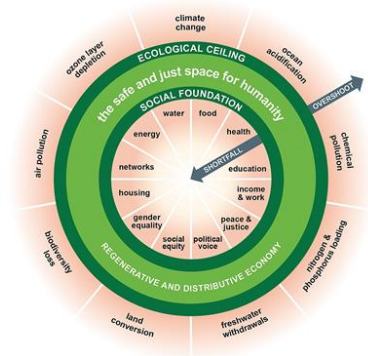 climate
change
ocean
acidification
chemical
pollution
nitrogen &
phosphorus loading
freshwater
withdrawals
land
conversion
biodiversity
loss
air pollution
ozone layer
depletion
ECOLOGICAL CEILING
the safe and just space for humanity
SOCIAL FOUNDATION
OVERSHOOT
SHORTFALL
water
food
health
education
income
& work
peace &
justice
political
voice
social
equity
gender
equality
housing
networks
energy
REGENERATIVE AND DISTRIBUTIVE ECONOMY